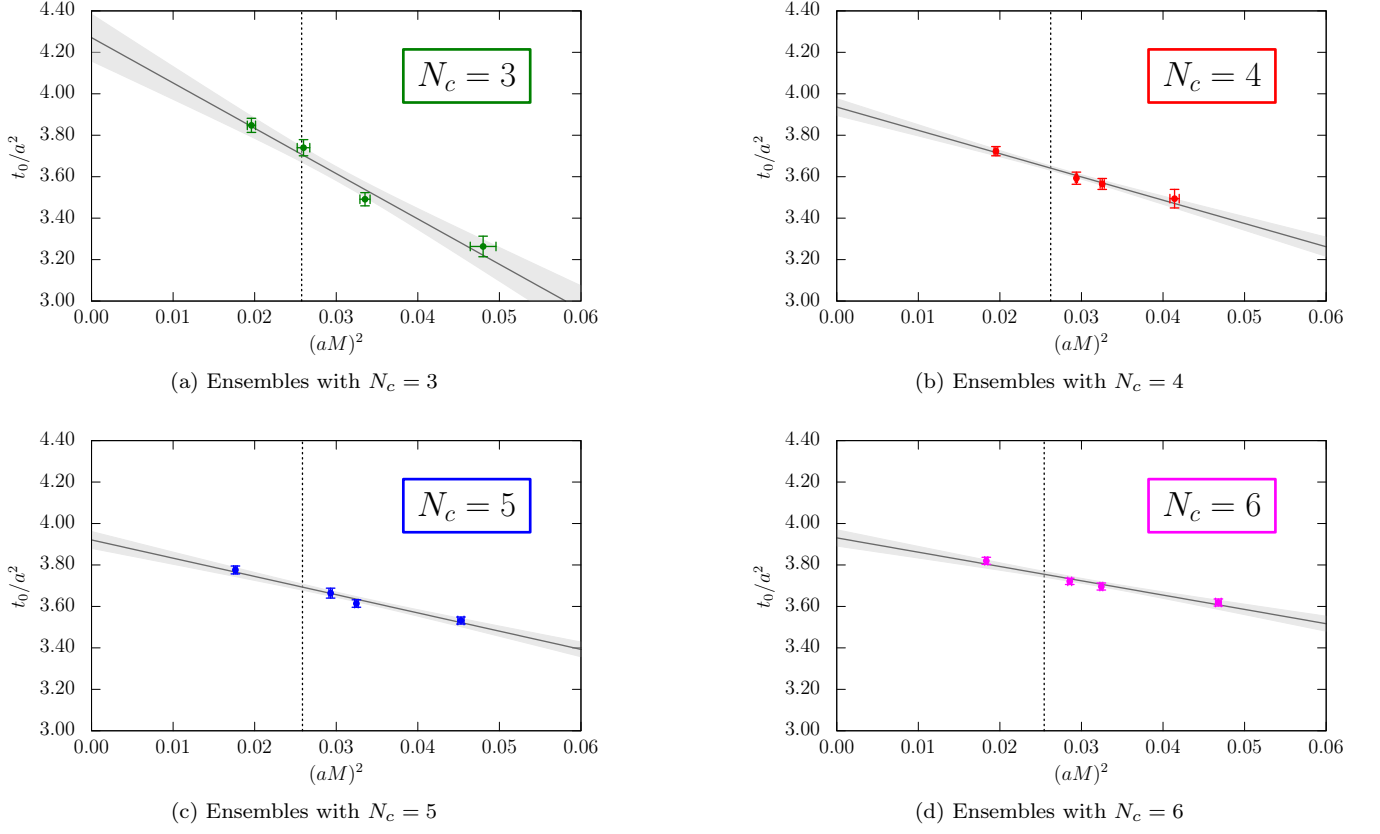 4.40
4.20
4.00
3.80
3.60
3.40
3.20
3.00
t₀/a²
N_c = 3
0.00 0.01 0.02 0.03 0.04 0.05 0.06
(aM)²
(a) Ensembles with N_c = 3
4.40
4.20
4.00
3.80
3.60
3.40
3.20
3.00
t₀/a²
N_c = 4
0.00 0.01 0.02 0.03 0.04 0.05 0.06
(aM)²
(b) Ensembles with N_c = 4
4.40
4.20
4.00
3.80
3.60
3.40
3.20
3.00
t₀/a²
N_c = 5
0.00 0.01 0.02 0.03 0.04 0.05 0.06
(aM)²
(c) Ensembles with N_c = 5
4.40
4.20
4.00
3.80
3.60
3.40
3.20
3.00
t₀/a²
N_c = 6
0.00 0.01 0.02 0.03 0.04 0.05 0.06
(aM)²
(d) Ensembles with N_c = 6